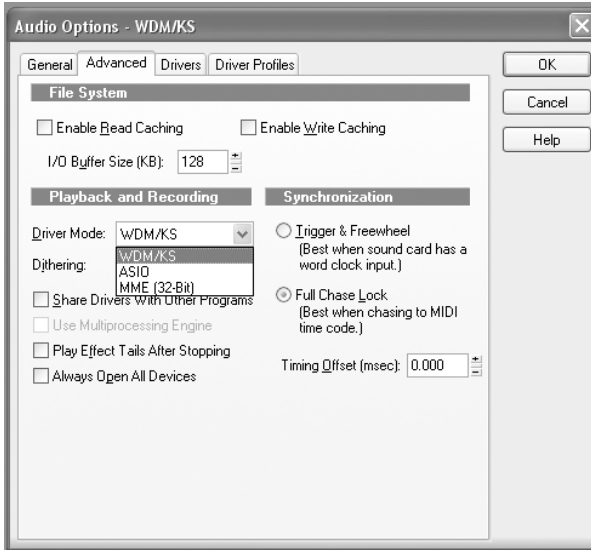 Audio Options - WDM/KS
General Advanced Drivers Driver Profiles
OK
Cancel
Help
File System
Enable Read Caching
Enable Write Caching
I/O Buffer Size (KB): 128
Playback and Recording
Driver Mode: WDM/KS
WDM/KS
ASIO
MME (32-Bit)
Dithering:
Share Drivers With Other Programs
Use Multiprocessing Engine
Play Effect Tails After Stopping
Always Open All Devices
Synchronization
Trigger & Freewheel
(Best when sound card has a
word clock input.)
Full Chase Lock
(Best when chasing to MIDI
time code.)
Timing Offset (msec): 0.000